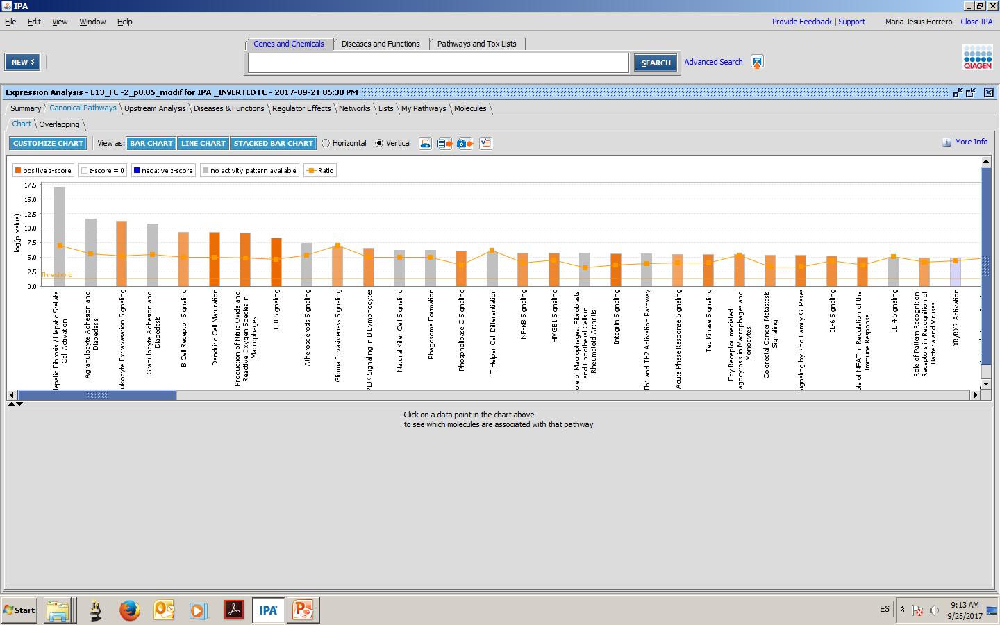 IPA
File Edit View Window Help
Provide Feedback | Support Maria Jesus Herrero Close IPA
Genes and Chemicals Diseases and Functions Pathways and Tox Lists
NEW SEARCH Advanced Search
QIAGEN
Expression Analysis - E13_FC -2_p0.05_modif for IPA _INVERTED FC - 2017-09-21 05:38 PM
Summary Canonical Pathways Upstream Analysis Diseases & Functions Regulator Effects Networks Lists My Pathways Molecules
Chart Overlapping
CUSTOMIZE CHART View as: BAR CHART LINE CHART STACKED BAR CHART Horizontal Vertical More Info
positive z-score z-score = 0 negative z-score no activity pattern available Ratio
17.5
15.0
12.5
10.0
7.5
5.0
2.5
0.0
-log(p-value)
Threshold
Hepatic Fibrosis / Hepatic Stellate
Cell Activation
Agranulocyte Adhesion and
Diapedesis
ukocyte Extravasation Signaling
Granulocyte Adhesion and
Diapedesis
B Cell Receptor Signaling
Dendritic Cell Maturation
Production of Nitric Oxide and
Reactive Oxygen Species in
Macrophages
IL-8 Signaling
Atherosclerosis Signaling
Glioma Invasiveness Signaling
PI3K Signaling in B Lymphocytes
Natural Killer Cell Signaling
Phagosome Formation
Phospholipase C Signaling
T Helper Cell Differentiation
NF-κB Signaling
HMGB1 Signaling
ole of Macrophages, Fibroblasts
and Endothelial Cells in
Rheumatoid Arthritis
Integrin Signaling
Th1 and Th2 Activation Pathway
Acute Phase Response Signaling
Tec Kinase Signaling
Fcγ Receptor-mediated
agocytosis in Macrophages and
Monocytes
Colorectal Cancer Metastasis
Signaling
Signaling by Rho Family GTPases
IL-6 Signaling
le of NFAT in Regulation of the
Immune Response
IL-4 Signaling
Role of Pattern Recognition
Receptors in Recognition of
Bacteria and Viruses
LXR/RXR Activation
Click on a data point in the chart above
to see which molecules are associated with that pathway
Start IPA ES 9:13 AM
9/25/2017